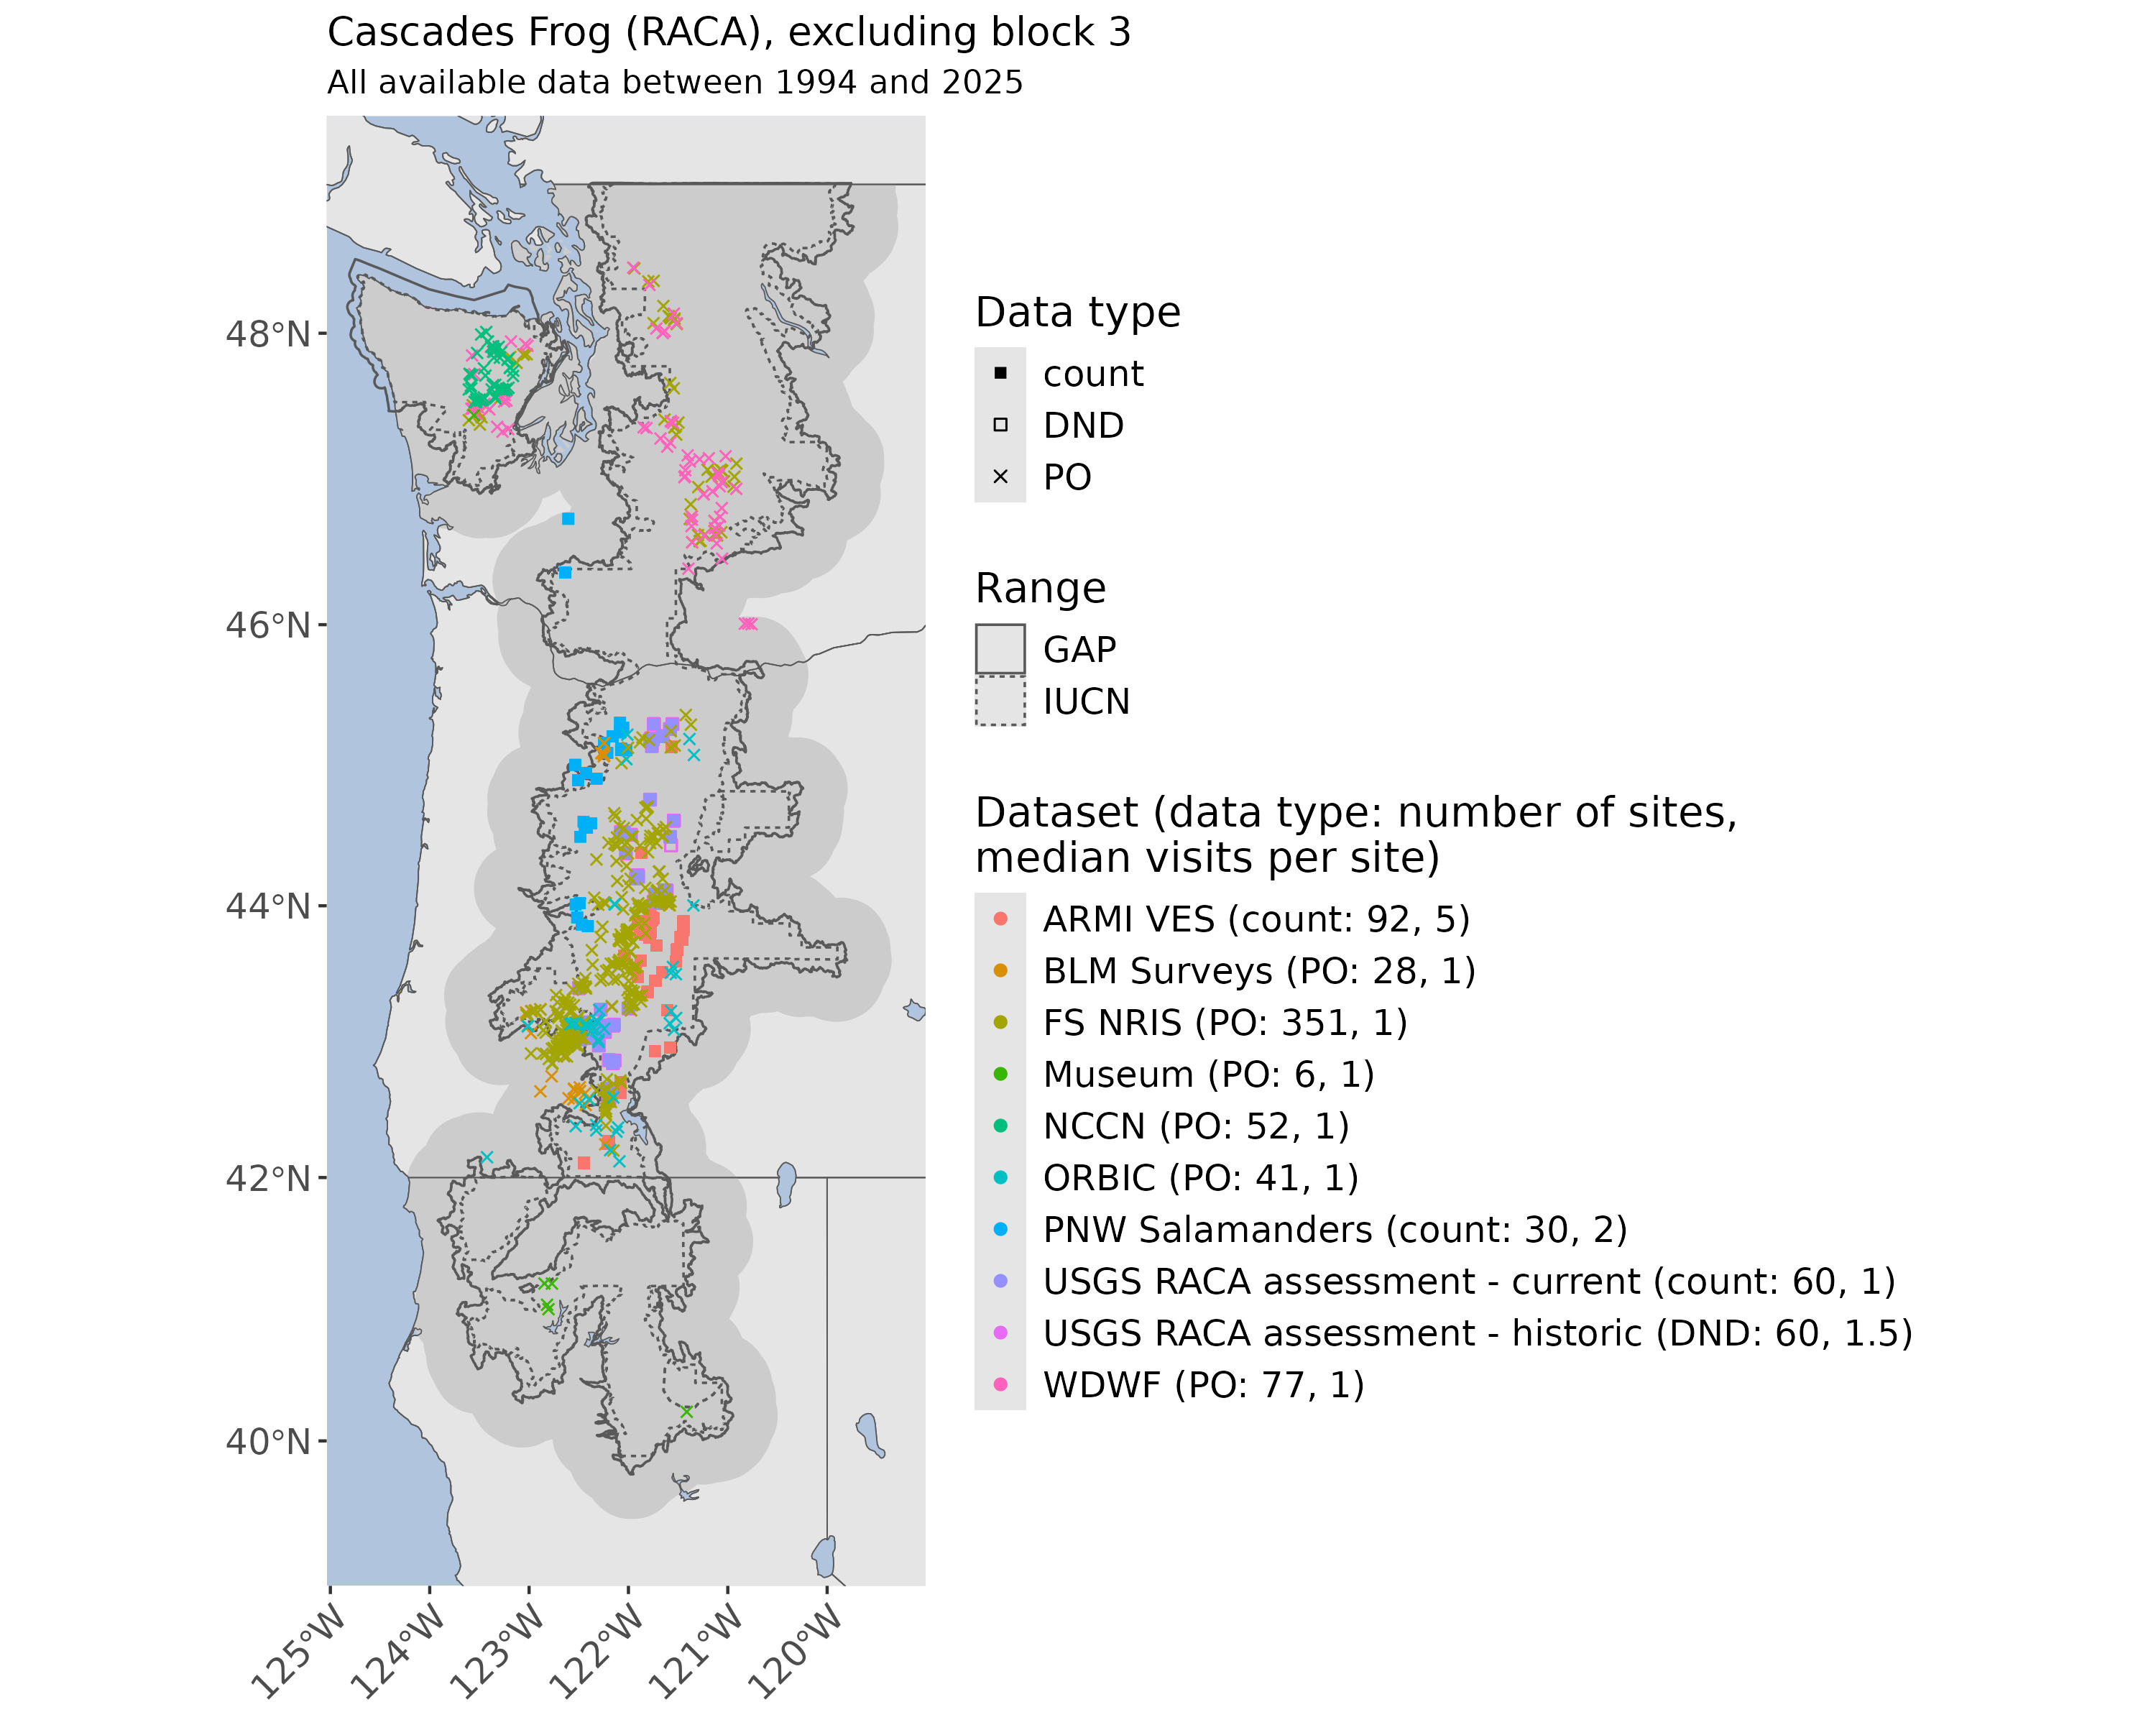 Cascades Frog (RACA), excluding block 3
All available data between 1994 and 2025
48°N
46°N
44°N
42°N
40°N
125°W
124°W
123°W
122°W
121°W
120°W
Data type
count
DND
PO
Range
GAP
IUCN
Dataset (data type: number of sites,
median visits per site)
ARMI VES (count: 92, 5)
BLM Surveys (PO: 28, 1)
FS NRIS (PO: 351, 1)
Museum (PO: 6, 1)
NCCN (PO: 52, 1)
ORBIC (PO: 41, 1)
PNW Salamanders (count: 30, 2)
USGS RACA assessment - current (count: 60, 1)
USGS RACA assessment - historic (DND: 60, 1.5)
WDWF (PO: 77, 1)